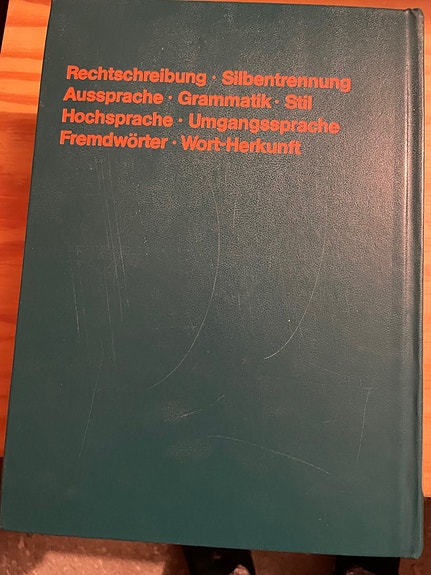 Rechtschreibung · Silbentrennung
Aussprache · Grammatik · Stil
Hochsprache · Umgangssprache
Fremdwörter · Wort-Herkunft